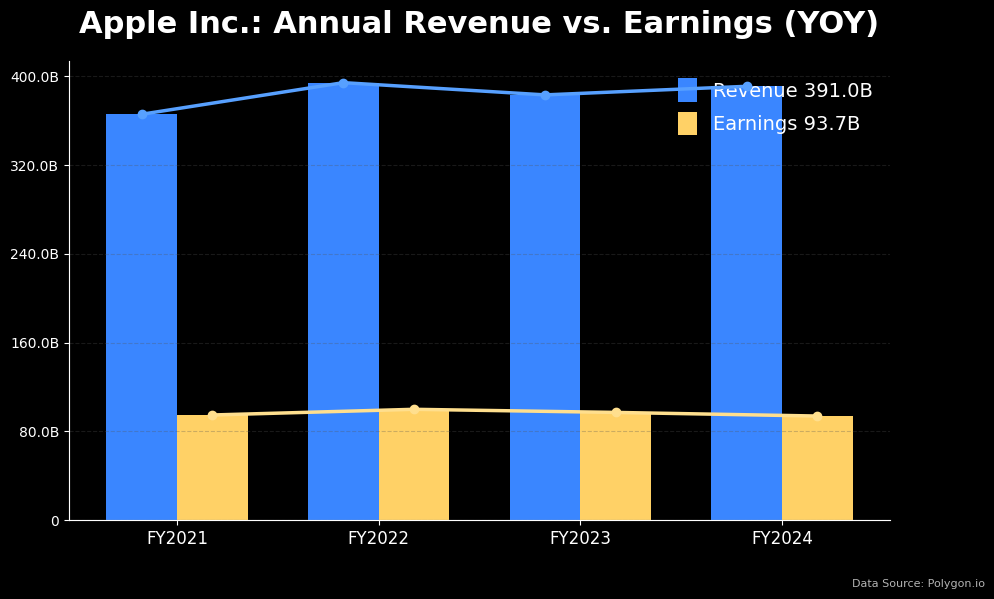 Apple Inc.: Annual Revenue vs. Earnings (YOY)
400.0B
Revenue 391.0B
Earnings 93.7B
320.0B
240.0B
160.0B
80.0B
0
FY2021 FY2022 FY2023 FY2024
Data Source: Polygon.io